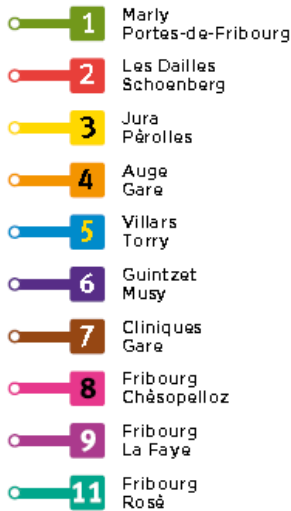 1 Marly
Portes-de-Fribourg
2 Les Dailles
Schoenberg
3 Jura
Pérolles
4 Auge
Gare
5 Villars
Torry
6 Guintzet
Musy
7 Cliniques
Gare
8 Fribourg
Chésopelloz
9 Fribourg
La Faye
11 Fribourg
Rosé